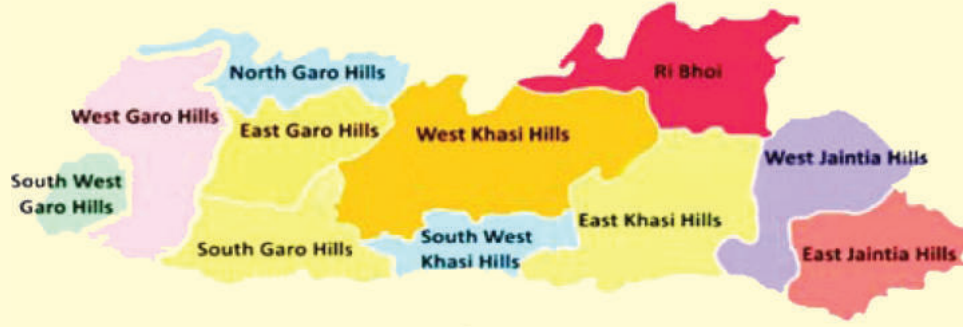 North Garo Hills
Ri Bhoi
West Garo Hills
East Garo Hills
West Khasi Hills
West Jaintia Hills
South West
Garo Hills
East Khasi Hills
South Garo Hills
South West
Khasi Hills
East Jaintia Hills